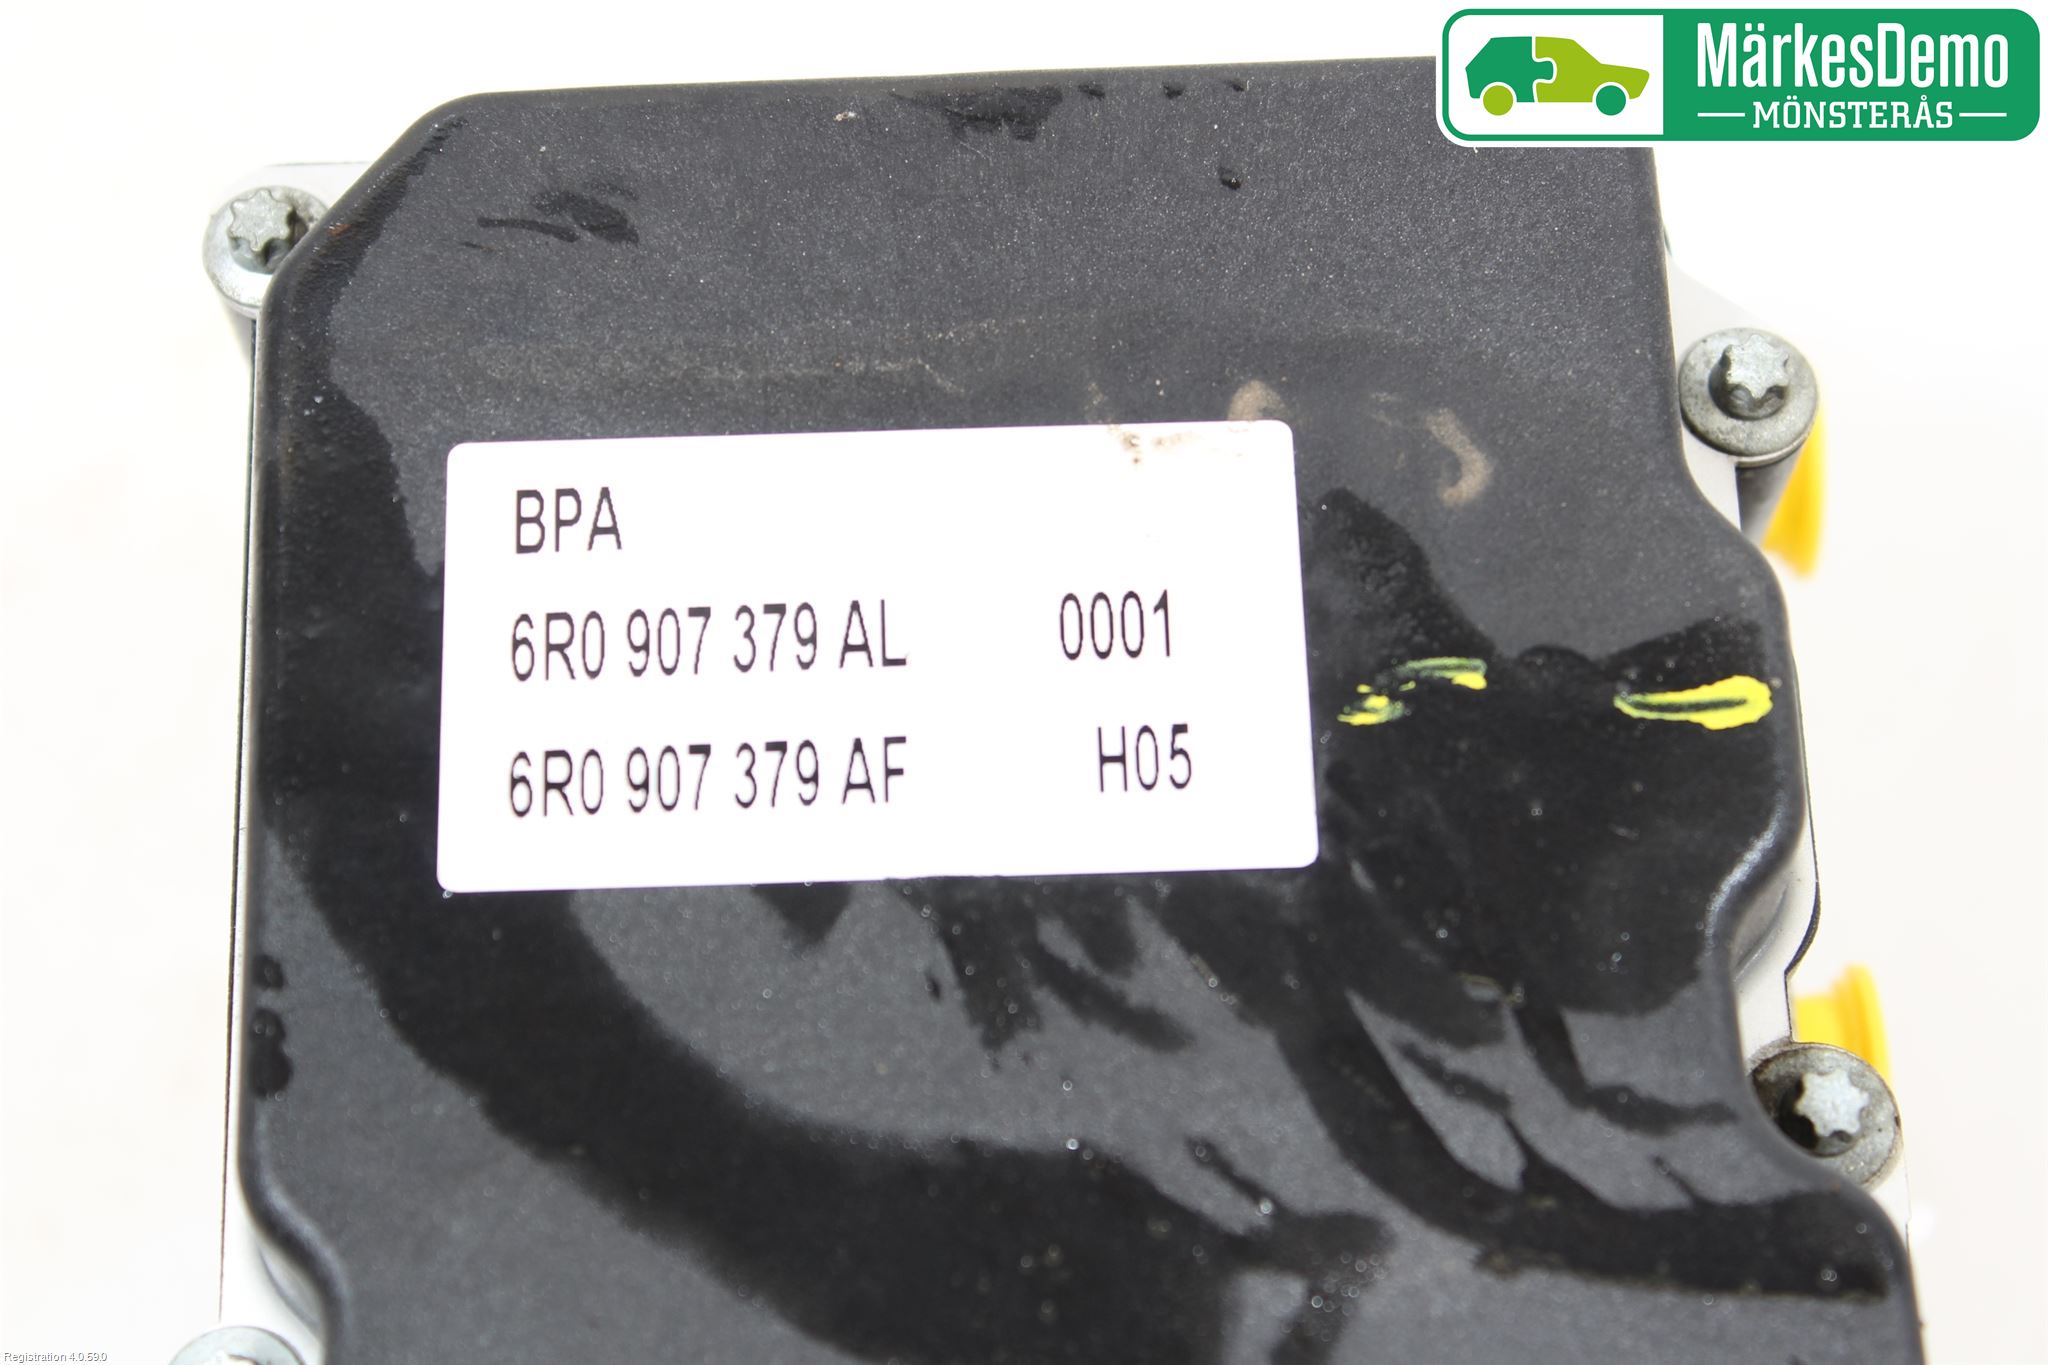 MärkesDemo
MÖNSTERÅS
BPA
6R0 907 379 AL 0001
6R0 907 379 AF H05
Registration 4.0.59.0